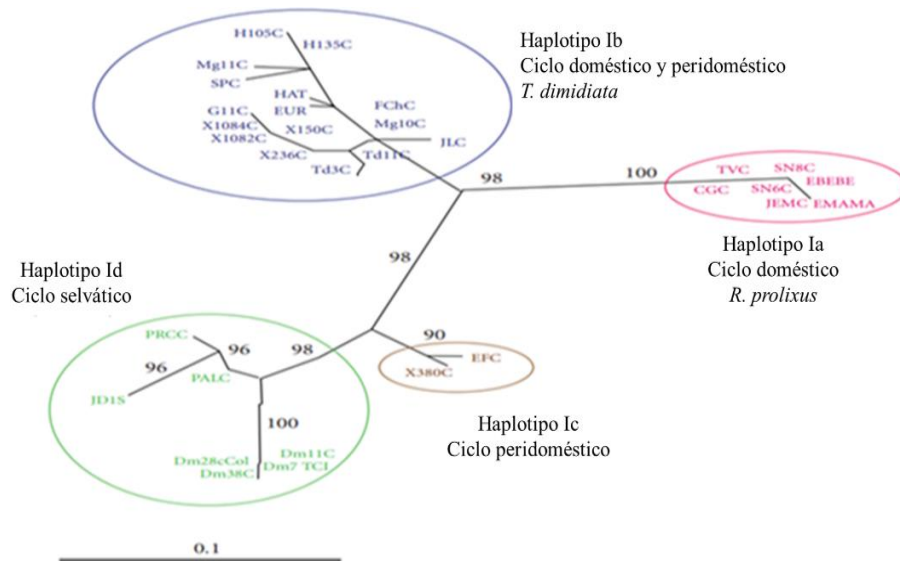 H105C
H135C
Mg11C
SPC
HAT
EUR
FChC
Mg10C
G11C
X1084C
X1082C
X150C
JLC
X236C
Td11C
Td3C
Haplotipo Ib
Ciclo doméstico y peridoméstico
T. dimidiata
98
100
TVC
SN8C
EBEBE
CGC
SN6C
JEMC
EMAMA
Haplotipo Ia
Ciclo doméstico
R. prolixus
98
Haplotipo Id
Ciclo selvático
PRCC
96
98
96
PALC
JD1S
100
Dm28cCol
Dm11C
Dm38C
Dm7
TCI
90
EFC
X380C
Haplotipo Ic
Ciclo peridoméstico
0.1